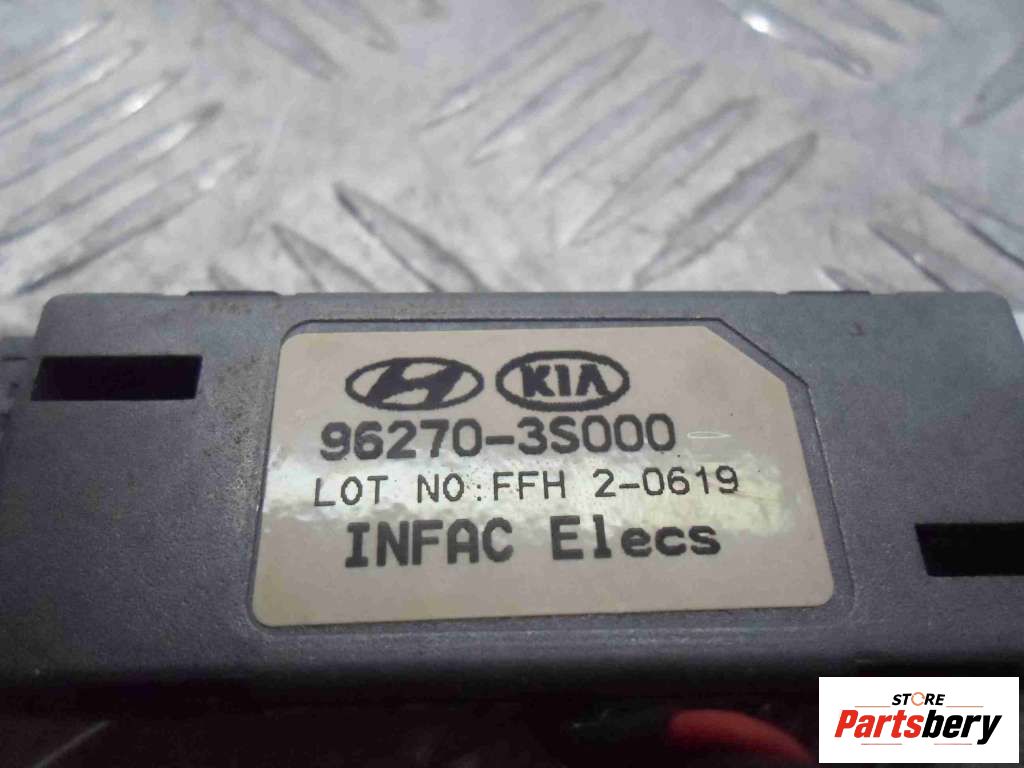 KIA
96270-3S000
LOT NO:FFH 2-0619
INFAC Elecs
STORE
Partsbery